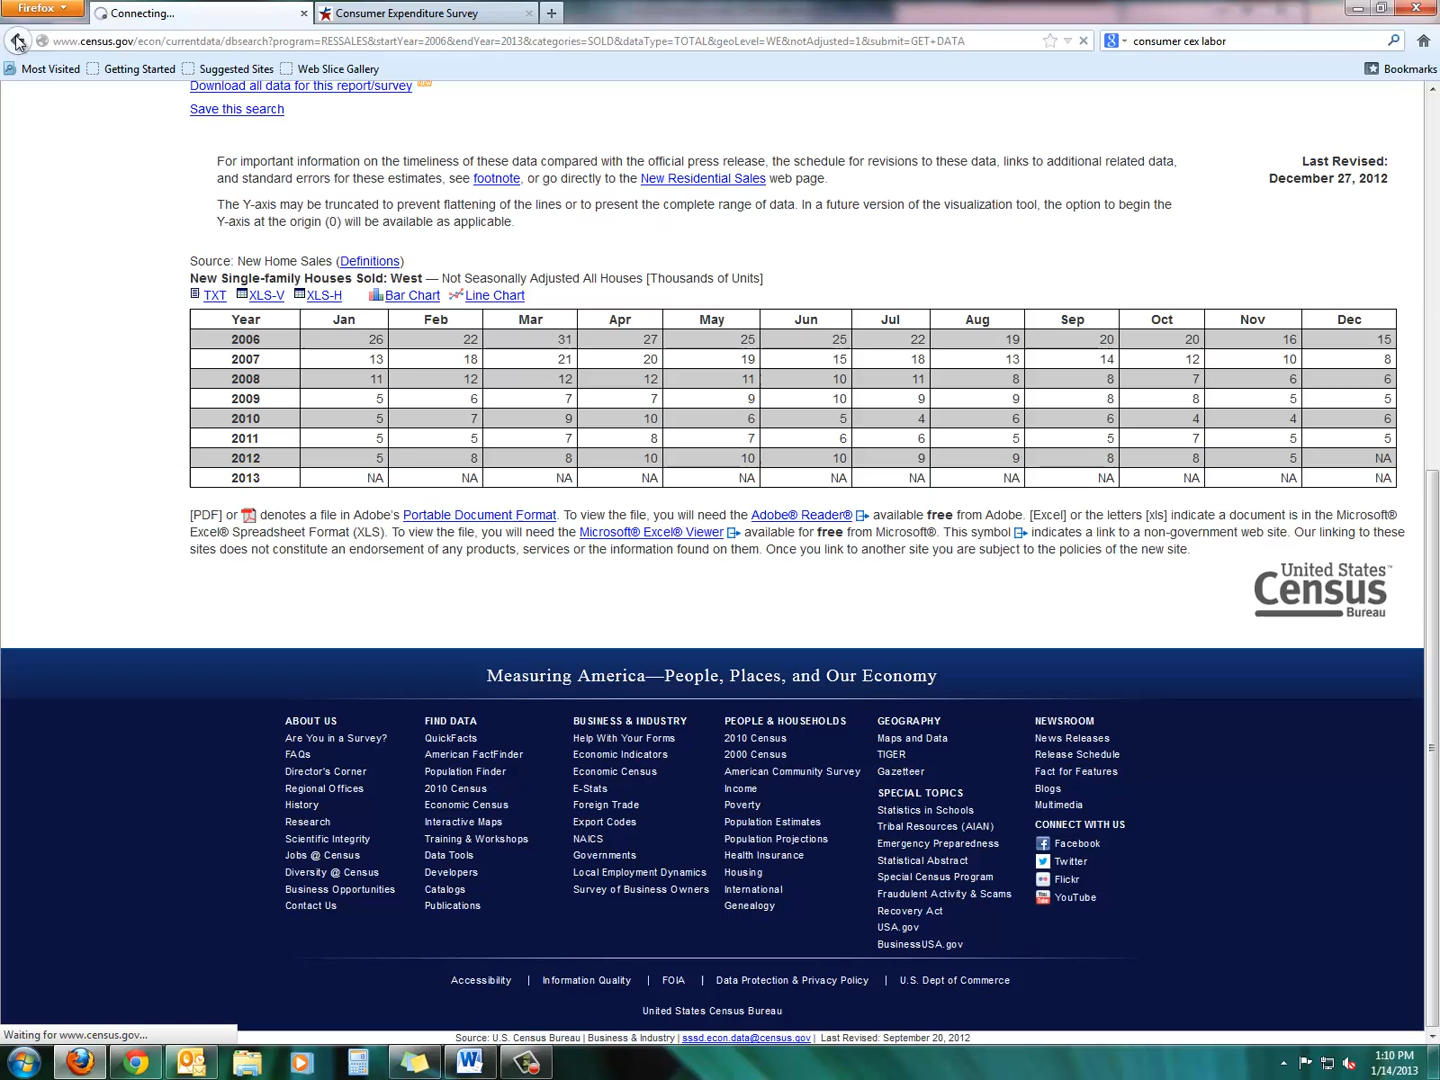 Firefox
Connecting...
Consumer Expenditure Survey
www.census.gov/econ/currentdata/dbsearch?program=RESSALES&startYear=2006&endYear=2013&categories=SOLD&dataType=TOTAL&geoLevel=WE&notAdjusted=1&submit=GET+DATA
consumer cex labor
Most Visited Getting Started Suggested Sites Web Slice Gallery Bookmarks
Download all data for this report/survey
Save this search
For important information on the timeliness of these data compared with the official press release, the schedule for revisions to these data, links to additional related data,
and standard errors for these estimates, see footnote, or go directly to the New Residential Sales web page.
Last Revised:
December 27, 2012
The Y-axis may be truncated to prevent flattening of the lines or to present the complete range of data. In a future version of the visualization tool, the option to begin the
Y-axis at the origin (0) will be available as applicable.
Source: New Home Sales (Definitions)
New Single-family Houses Sold: West — Not Seasonally Adjusted All Houses [Thousands of Units]
TXT XLS-V XLS-H Bar Chart Line Chart
Year Jan Feb Mar Apr May Jun Jul Aug Sep Oct Nov Dec
2006 26 22 31 27 25 25 22 19 20 20 16 15
2007 13 18 21 20 19 15 18 13 14 12 10 8
2008 11 12 12 12 11 10 11 8 8 7 6 6
2009 5 6 7 7 9 10 9 9 8 8 5 5
2010 5 7 9 10 6 5 4 6 6 4 4 6
2011 5 5 7 8 7 6 6 5 5 7 5 5
2012 5 8 8 10 10 10 9 9 8 8 5 NA
2013 NA NA NA NA NA NA NA NA NA NA NA NA
[PDF] or denotes a file in Adobe's Portable Document Format. To view the file, you will need the Adobe® Reader® available free from Adobe. [Excel] or the letters [xls] indicate a document is in the Microsoft®
Excel® Spreadsheet Format (XLS). To view the file, you will need the Microsoft® Excel® Viewer available for free from Microsoft®. This symbol indicates a link to a non-government web site. Our linking to these
sites does not constitute an endorsement of any products, services or the information found on them. Once you link to another site you are subject to the policies of the new site.
United States™
Census
Bureau
Measuring America—People, Places, and Our Economy
ABOUT US
Are You in a Survey?
FAQs
Director's Corner
Regional Offices
History
Research
Scientific Integrity
Jobs @ Census
Diversity @ Census
Business Opportunities
Contact Us
FIND DATA
QuickFacts
American FactFinder
Population Finder
2010 Census
Economic Census
Interactive Maps
Training & Workshops
Data Tools
Developers
Catalogs
Publications
BUSINESS & INDUSTRY
Help With Your Forms
Economic Indicators
Economic Census
E-Stats
Foreign Trade
Export Codes
NAICS
Governments
Local Employment Dynamics
Survey of Business Owners
PEOPLE & HOUSEHOLDS
2010 Census
2000 Census
American Community Survey
Income
Poverty
Population Estimates
Population Projections
Health Insurance
Housing
International
Genealogy
GEOGRAPHY
Maps and Data
TIGER
Gazetteer
SPECIAL TOPICS
Statistics in Schools
Tribal Resources (AIAN)
Emergency Preparedness
Statistical Abstract
Special Census Program
Fraudulent Activity & Scams
Recovery Act
USA.gov
BusinessUSA.gov
NEWSROOM
News Releases
Release Schedule
Fact for Features
Blogs
Multimedia
CONNECT WITH US
Facebook
Twitter
Flickr
YouTube
Accessibility | Information Quality | FOIA | Data Protection & Privacy Policy | U.S. Dept of Commerce
United States Census Bureau
Waiting for www.census.gov...
Source: U.S. Census Bureau | Business & Industry | sssd.econ.data@census.gov | Last Revised: September 20, 2012
1:10 PM
1/14/2013